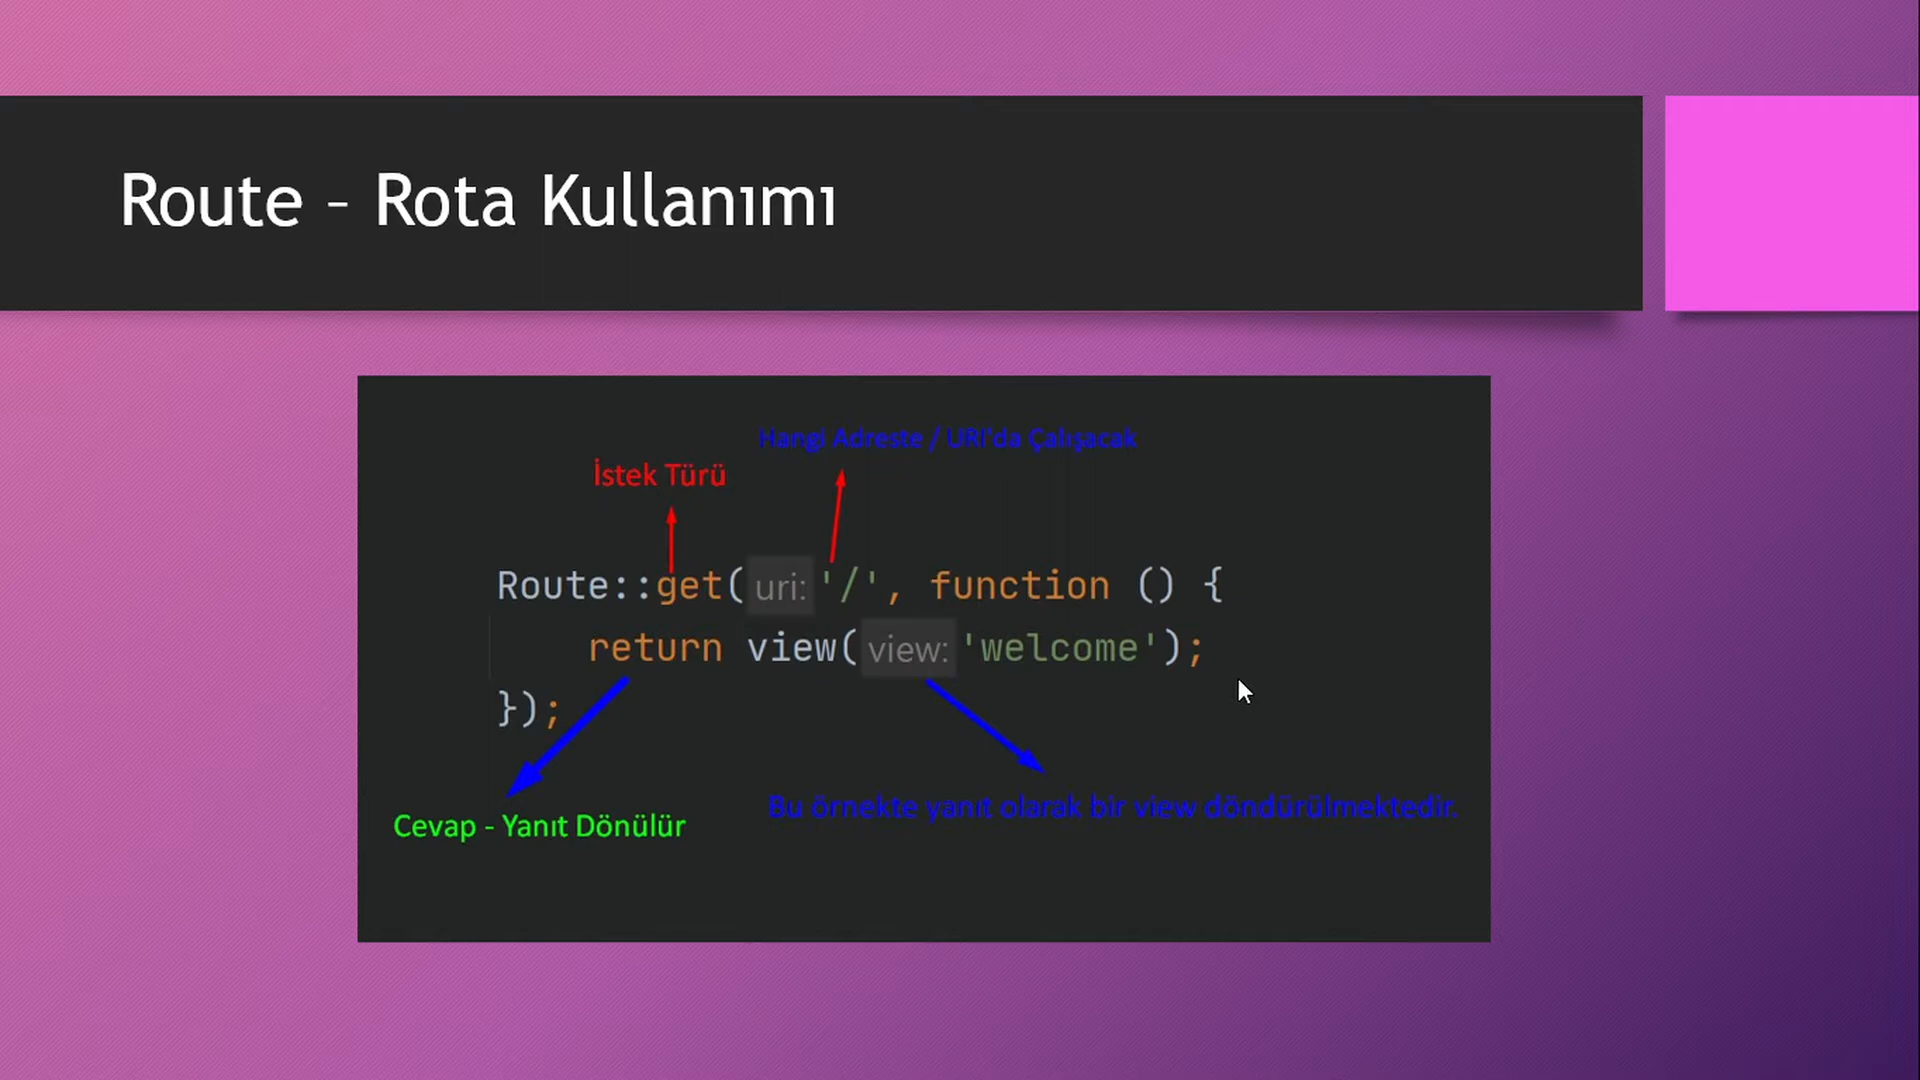 Route - Rota Kullanımı
Hangi Adreste / URI'da Çalışacak
İstek Türü
Route::get( uri: '/', function () {
return view( view: 'welcome');
});
Cevap - Yanıt Dönülür
Bu örnekte yanıt olarak bir view döndürülmektedir.